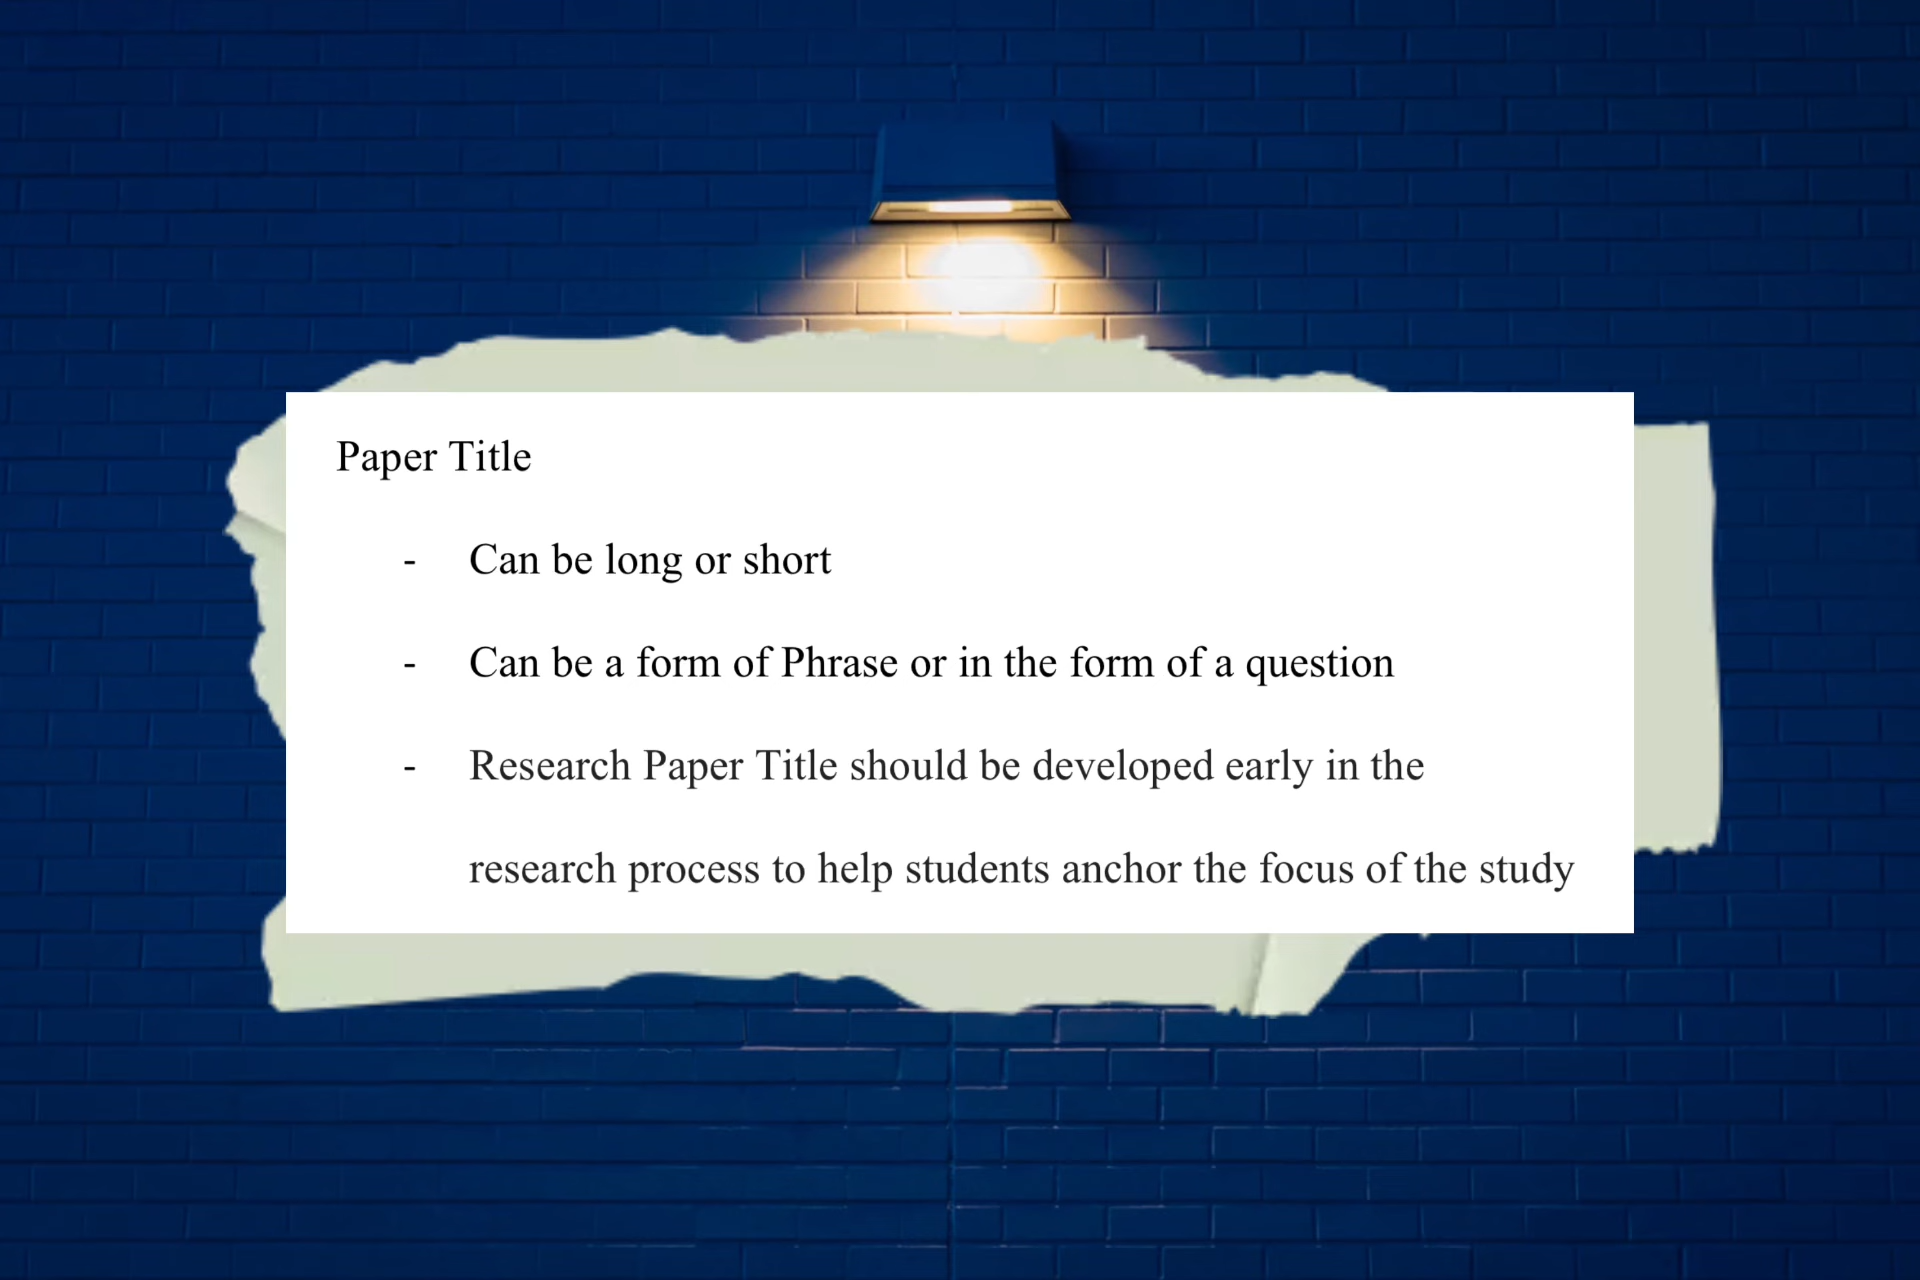 Paper Title
- Can be long or short
- Can be a form of Phrase or in the form of a question
- Research Paper Title should be developed early in the
research process to help students anchor the focus of the study